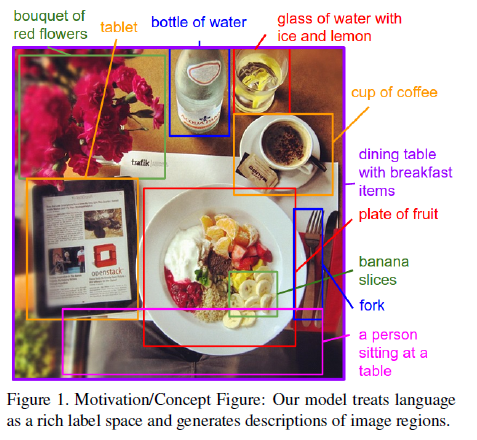 bouquet of
red flowers
tablet
bottle of water
glass of water with
ice and lemon
cup of coffee
dining table
with breakfast
items
plate of fruit
banana
slices
fork
a person
sitting at a
table
trafik
openstack
Figure 1. Motivation/Concept Figure: Our model treats language
as a rich label space and generates descriptions of image regions.